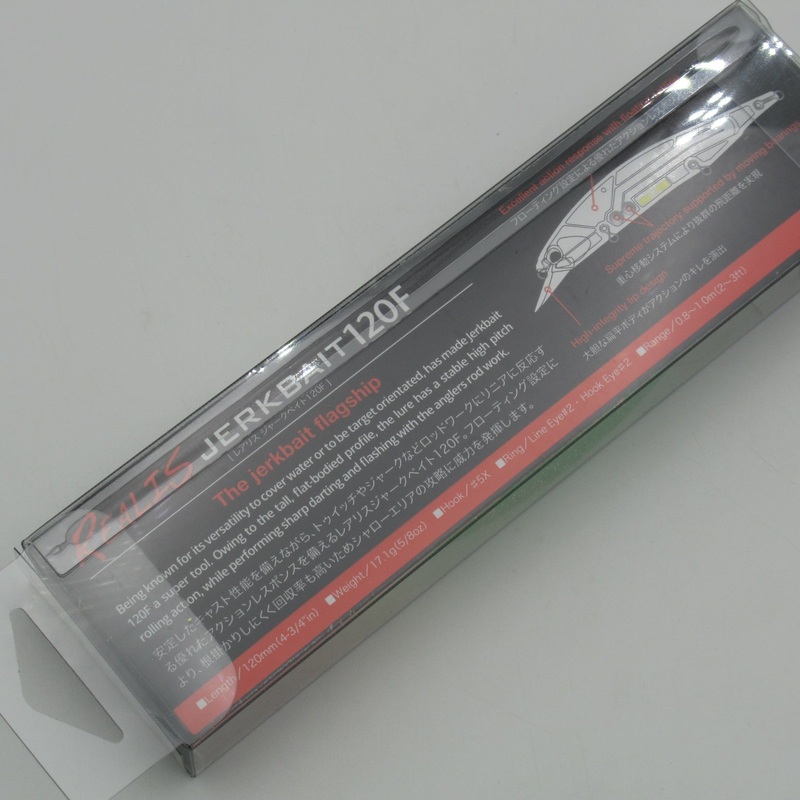 REALIS JERKBAIT 120F
[レアリス ジャークベイト120F]
The jerkbait flagship
Being known for its versatility to cover water or to be target orientated, has made Jerkbait
120F a super tool. Owing to the tall, flat-bodied profile, the lure has a stable high pitch
rolling action, while performing sharp darting and flashing with the anglers rod work.
安定したキャスト性能を備えながら、トゥイッチやジャークなどロッドワークにリニアに反応す
る優れたアクションレスポンスを備えるレアリスジャークベイト120F。フローティング設定に
より、根掛かりしにくく回収率も高いためシャローエリアの攻略に威力を発揮します。
■Length/120mm(4-3/4"in) ■Weight/17.1g(5/8oz) ■Hook/#5X ■Ring/Line Eye#2・Hook Eye#2 ■Range/0.8~1.0m(2~3ft)
Excellent action response with floating
フローティング設定による優れたアクションレス
Supreme trajectory supported by moving bearings
重心移動システムにより抜群の飛距離を実現
High-integrity lip design
大胆な扁平ボディがアクションのキレを演出